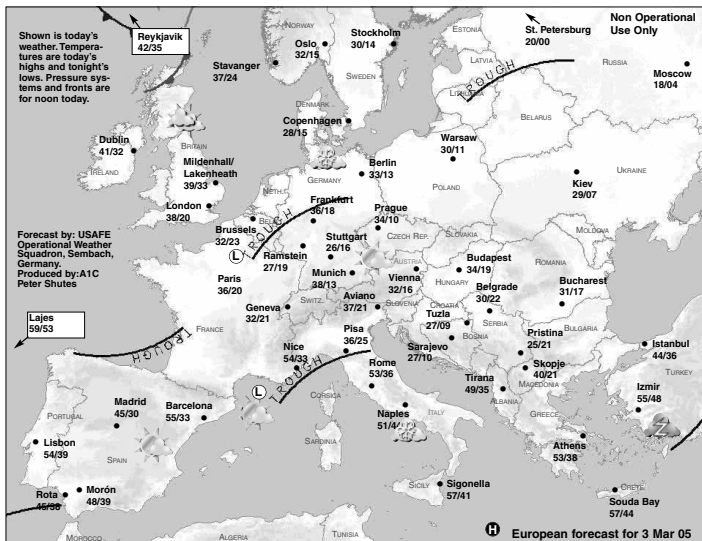 Shown is today's
weather. Tempera-
tures are today's
highs and tonight's
lows. Pressure sys-
tems and fronts are
for noon today.
Reykjavik
42/35
NORWAY
Oslo
32/15
Stockholm
30/14
Stavanger
37/24
SWEDEN
ESTONIA
St. Petersburg
20/00
Non Operational
Use Only
LATVIA
TROUGH
LITHUANIA
RUSSIA
Moscow
18/04
DENMARK
Copenhagen
28/15
BELARUS
Dublin
41/32
BRITAIN
IRELAND
Mildenhall/
Lakenheath
39/33
London
38/20
NETH.
GERMANY
Berlin
33/13
Warsaw
30/11
POLAND
Kiev
29/07
UKRAINE
Frankfurt
36/18
Prague
34/10
Brussels
32/23
TROUGH
L
Ramstein
27/19
Stuttgart
26/16
CZECH REP.
SLOVAKIA
MOLDOVA
Forecast by: USAFE
Operational Weather
Squadron, Sembach,
Germany.
Produced by:A1C
Peter Shutes
Paris
36/20
Munich
38/13
AUSTRIA
Vienna
32/16
Budapest
34/19
HUNGARY
ROMANIA
Geneva
32/21
SWITZ.
Aviano
37/21
SLOVENIA
CROATIA
Belgrade
30/22
Bucharest
31/17
Lajes
59/53
TROUGH
FRANCE
Pisa
36/25
Tuzla
27/09
BOSNIA
SERBIA
BULGARIA
Nice
54/33
TROUGH
Rome
53/36
Sarajevo
27/10
Pristina
25/21
Skopje
40/21
MACEDONIA
Istanbul
44/36
TURKEY
L
CORSICA
Tirana
49/35
ALBANIA
Izmir
55/48
Madrid
45/30
Barcelona
55/33
PORTUGAL
Lisbon
54/39
SPAIN
Naples
ITALY
SARDINIA
GREECE
Athens
53/38
Rota
Morón
48/39
SICILY
Sigonella
57/41
CRETE
Souda Bay
57/44
MOROCCO
ALGERIA
TUNISIA
H
European forecast for 3 Mar 05